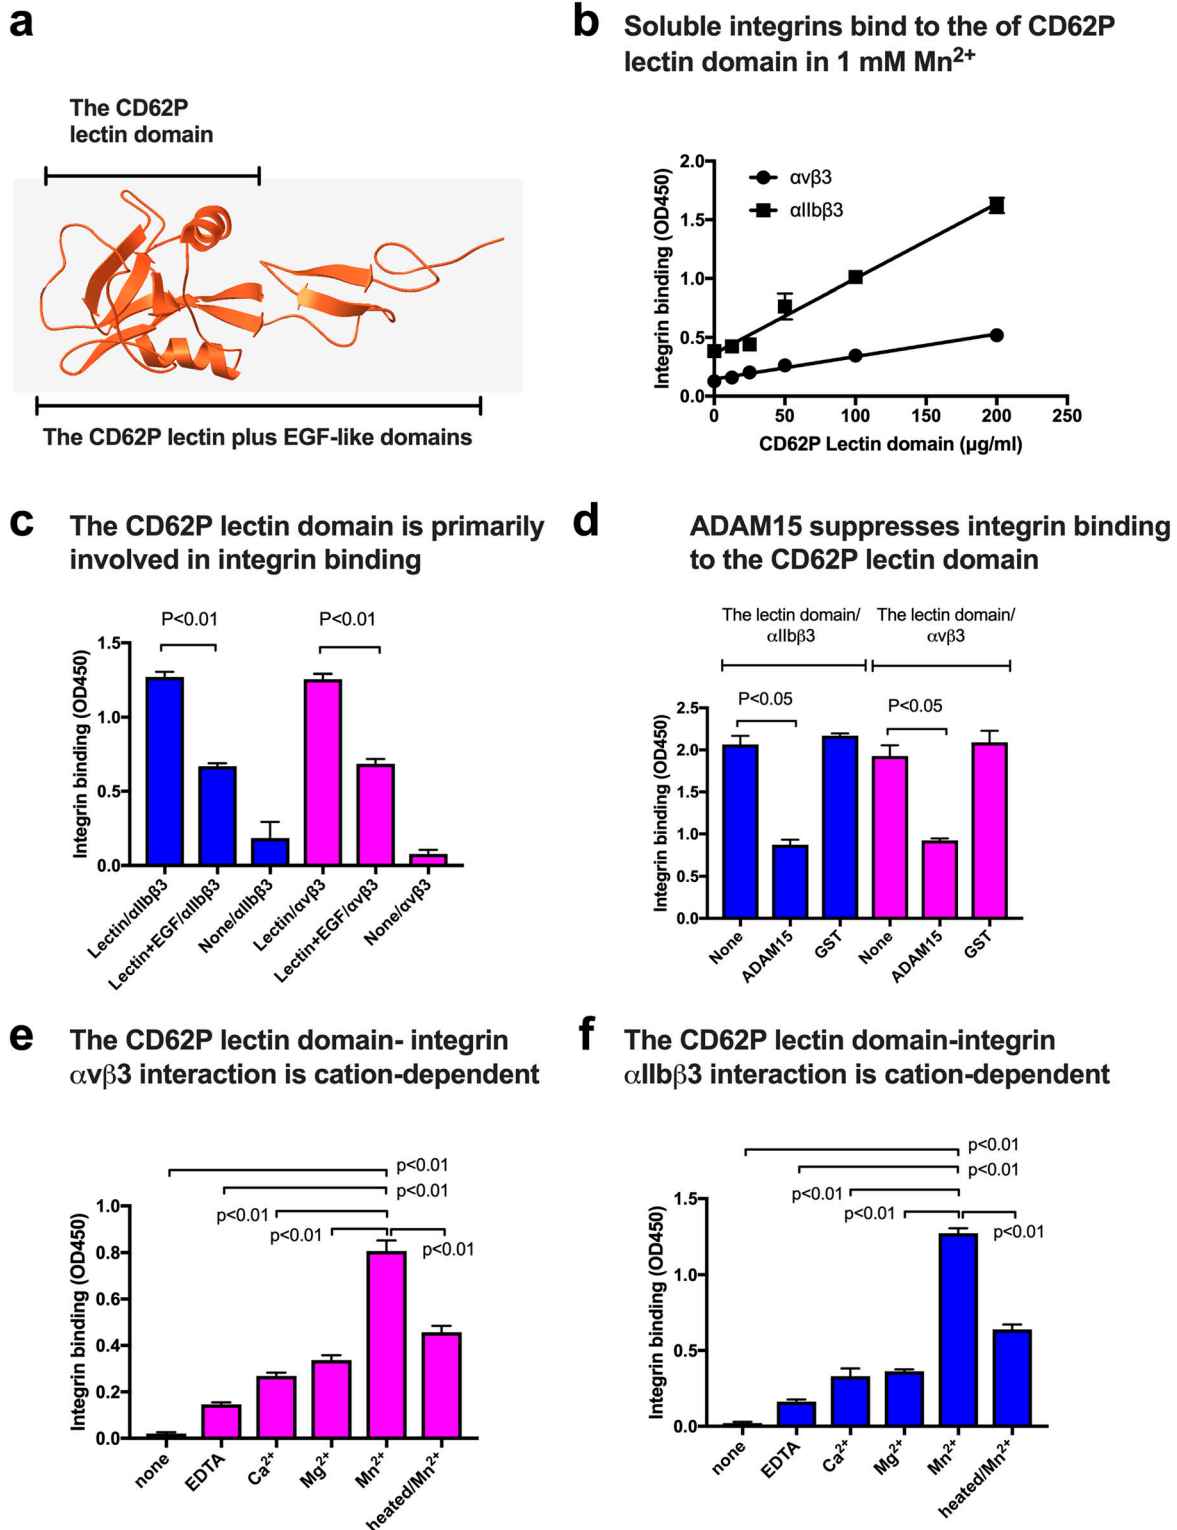 a
The CD62P
lectin domain
The CD62P lectin plus EGF-like domains
b
Soluble integrins bind to the of CD62P
lectin domain in 1 mM Mn²⁺
Integrin binding (OD450)
2.0
1.5
1.0
0.5
0.0
αvβ3
αIIbβ3
0 50 100 150 200 250
CD62P Lectin domain (µg/ml)
c
The CD62P lectin domain is primarily
involved in integrin binding
P<0.01 P<0.01
Integrin binding (OD450)
1.5
1.0
0.5
0.0
Lectin/αIIbβ3
Lectin+EGF/αIIbβ3
None/αIIbβ3
Lectin/αvβ3
Lectin+EGF/αvβ3
None/αvβ3
d
ADAM15 suppresses integrin binding
to the CD62P lectin domain
The lectin domain/
αIIbβ3
The lectin domain/
αvβ3
P<0.05 P<0.05
Integrin binding (OD450)
2.5
2.0
1.5
1.0
0.5
0.0
None
ADAM15
GST
None
ADAM15
GST
e
The CD62P lectin domain- integrin
αvβ3 interaction is cation-dependent
p<0.01
p<0.01
p<0.01
p<0.01
p<0.01
Integrin binding (OD450)
1.0
0.8
0.6
0.4
0.2
0.0
none
EDTA
Ca²⁺
Mg²⁺
Mn²⁺
heated/Mn²⁺
f
The CD62P lectin domain-integrin
αIIbβ3 interaction is cation-dependent
p<0.01
p<0.01
p<0.01
p<0.01
p<0.01
Integrin binding (OD450)
1.5
1.0
0.5
0.0
none
EDTA
Ca²⁺
Mg²⁺
Mn²⁺
heated/Mn²⁺